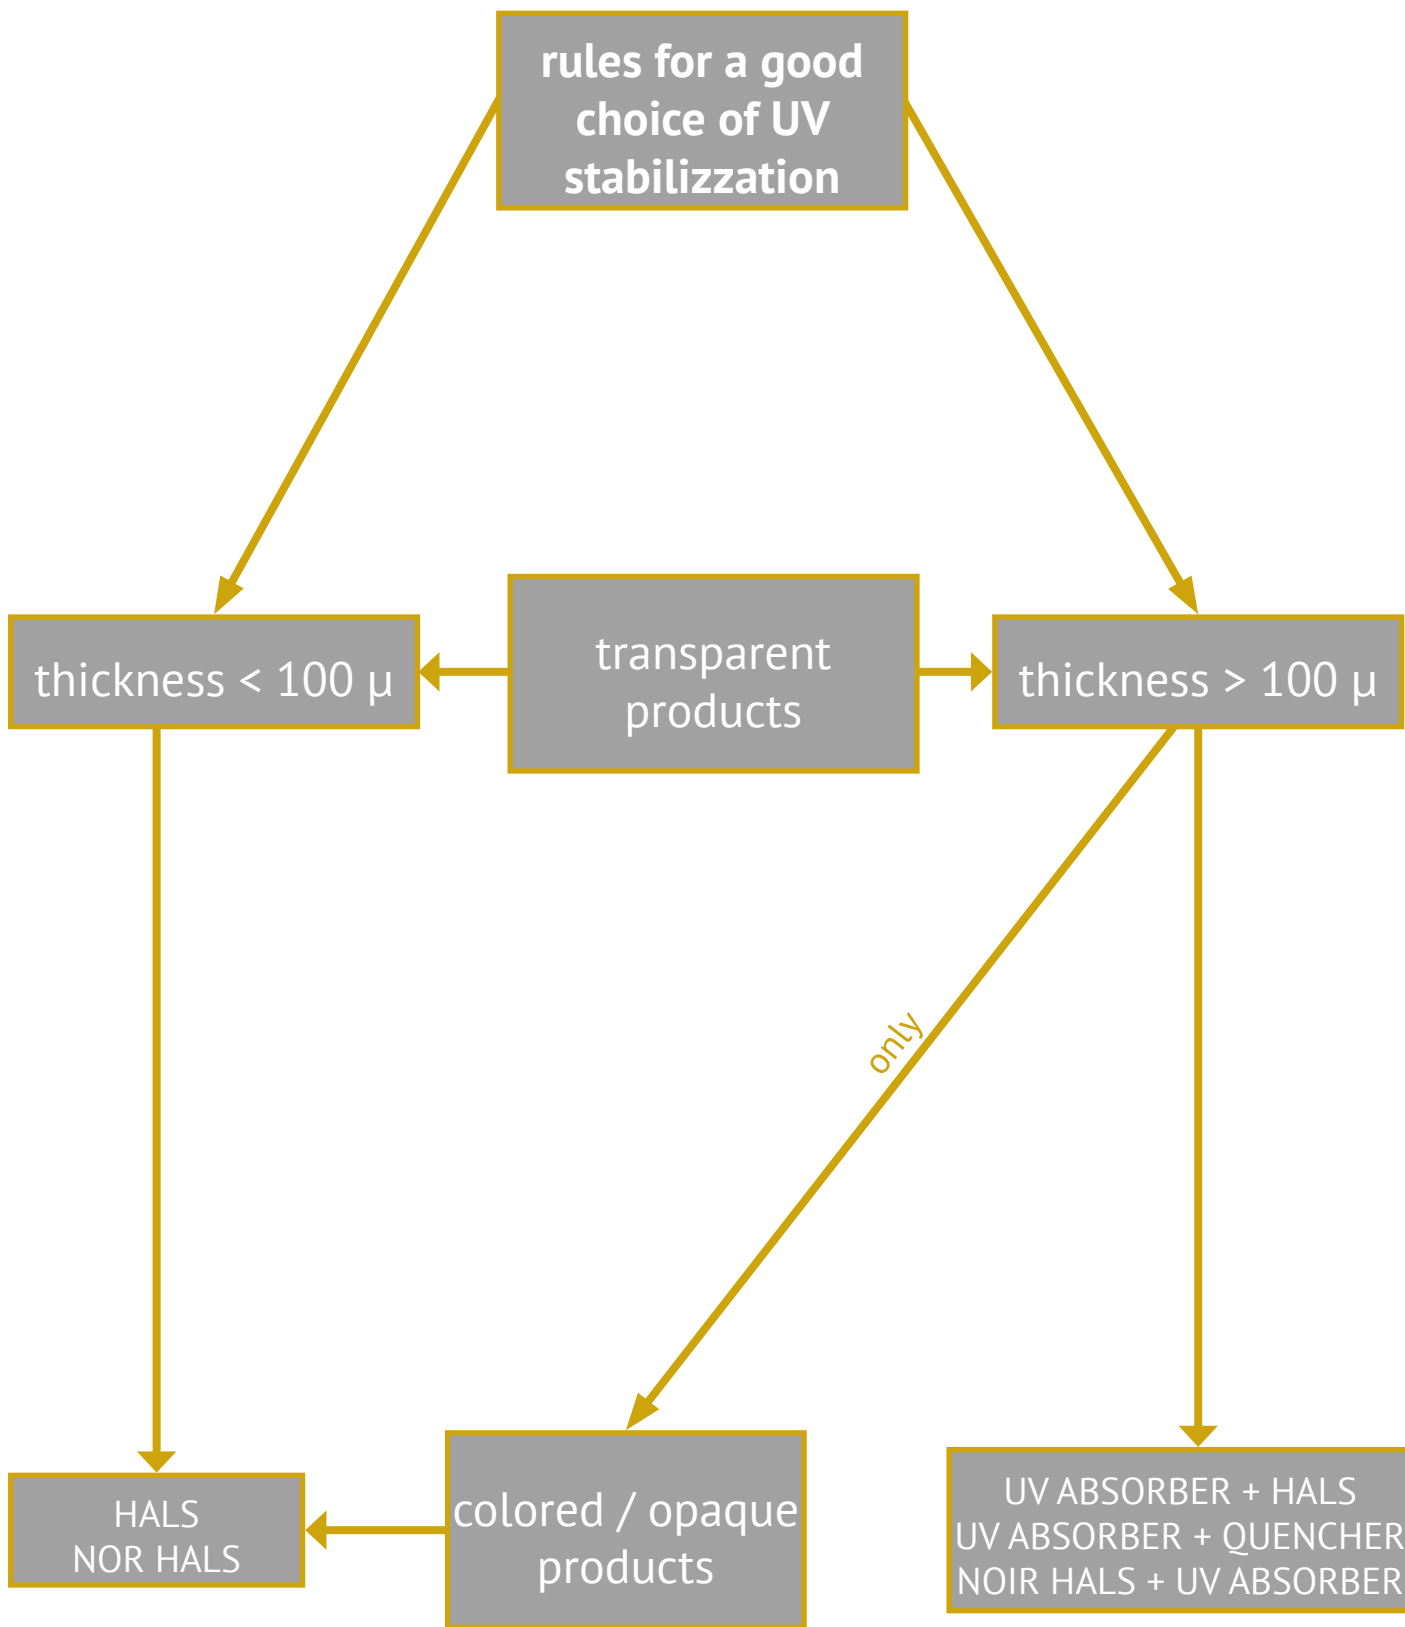 rules for a good
choice of UV
stabilizzation
thickness < 100 µ
transparent
products
thickness > 100 µ
only
HALS
NOR HALS
colored / opaque
products
UV ABSORBER + HALS
UV ABSORBER + QUENCHER
NOIR HALS + UV ABSORBER